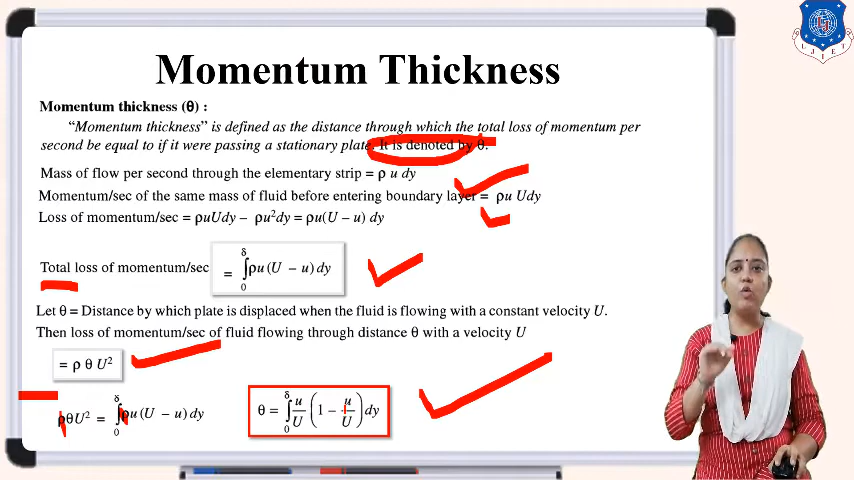 Momentum Thickness
Momentum thickness (θ) :
“Momentum thickness” is defined as the distance through which the total loss of momentum per
second be equal to if it were passing a stationary plate. It is denoted by θ.
Mass of flow per second through the elementary strip = ρ u dy
Momentum/sec of the same mass of fluid before entering boundary layer = ρu Udy
Loss of momentum/sec = ρuUdy – ρu²dy = ρu(U – u) dy
Total loss of momentum/sec = ∫₀^δ ρu (U – u) dy
Let θ = Distance by which plate is displaced when the fluid is flowing with a constant velocity U.
Then loss of momentum/sec of fluid flowing through distance θ with a velocity U
= ρ θ U²
ρθU² = ∫₀^δ ρu (U – u) dy
θ = ∫₀^δ u/U (1 – u/U) dy
LJIET